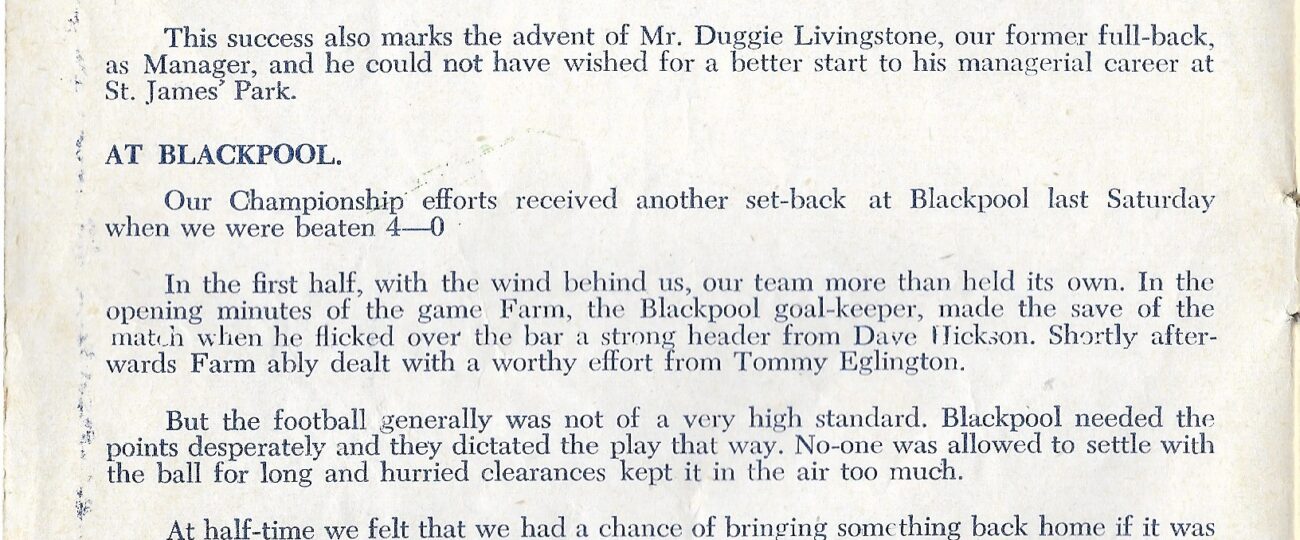 This success also marks the advent of Mr. Duggie Livingstone, our former full-back,
as Manager, and he could not have wished for a better start to his managerial career at
St. James' Park.
AT BLACKPOOL.
Our Championship efforts received another set-back at Blackpool last Saturday
when we were beaten 4—0
In the first half, with the wind behind us, our team more than held its own. In the
opening minutes of the game Farm, the Blackpool goal-keeper, made the save of the
match when he flicked over the bar a strong header from Dave Hickson. Shortly after-
wards Farm ably dealt with a worthy effort from Tommy Eglington.
But the football generally was not of a very high standard. Blackpool needed the
points desperately and they dictated the play that way. No-one was allowed to settle with
the ball for long and hurried clearances kept it in the air too much.
At half-time we felt that we had a chance of bringing something back home if it was